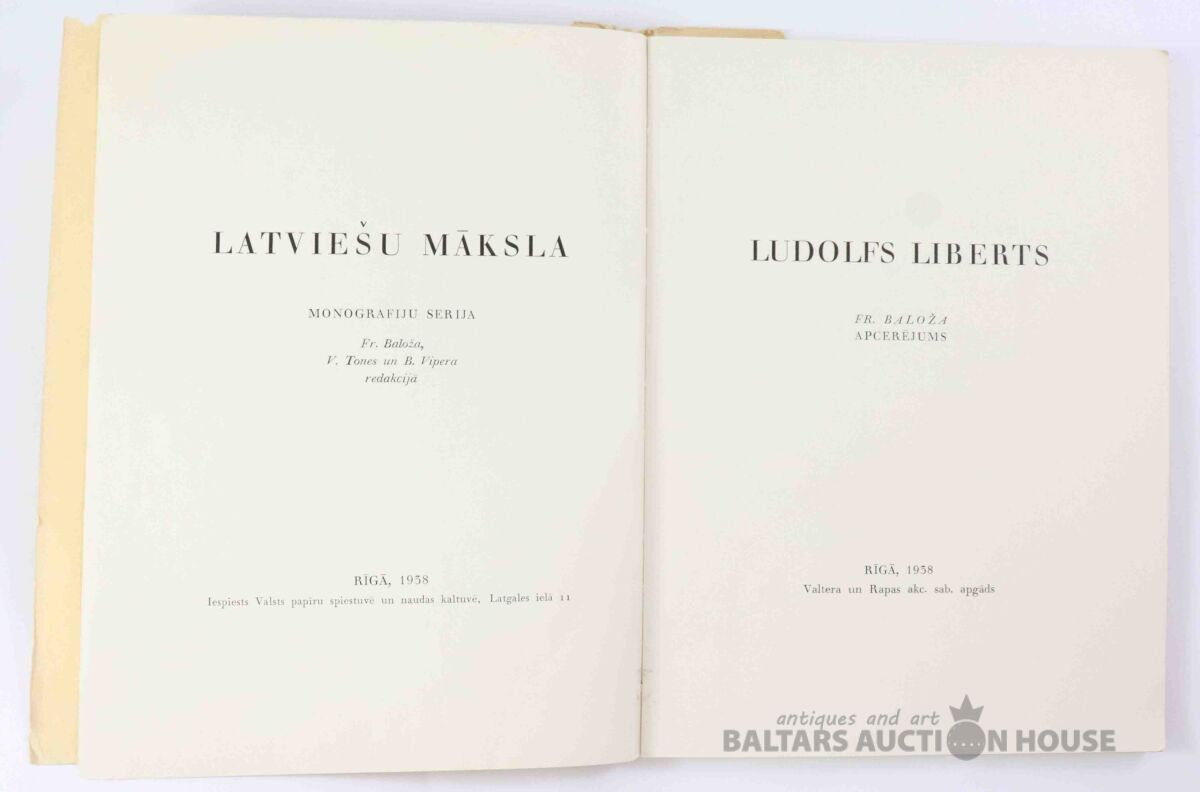 LATVIEŠU MĀKSLA
MONOGRAFIJU SERIJA
Fr. Baloža,
V. Tones un B. Vipera
redakcijā
RĪGĀ, 1938
Iespiests Valsts papīru spiestuvē un naudas kaltuvē, Latgales ielā 11
LUDOLFS LIBERTS
FR. BALOŽA
APCERĒJUMS
RĪGĀ, 1938
Valtera un Rapas akc. sab. apgāds
antiques and art
BALTARS AUCTION HOUSE